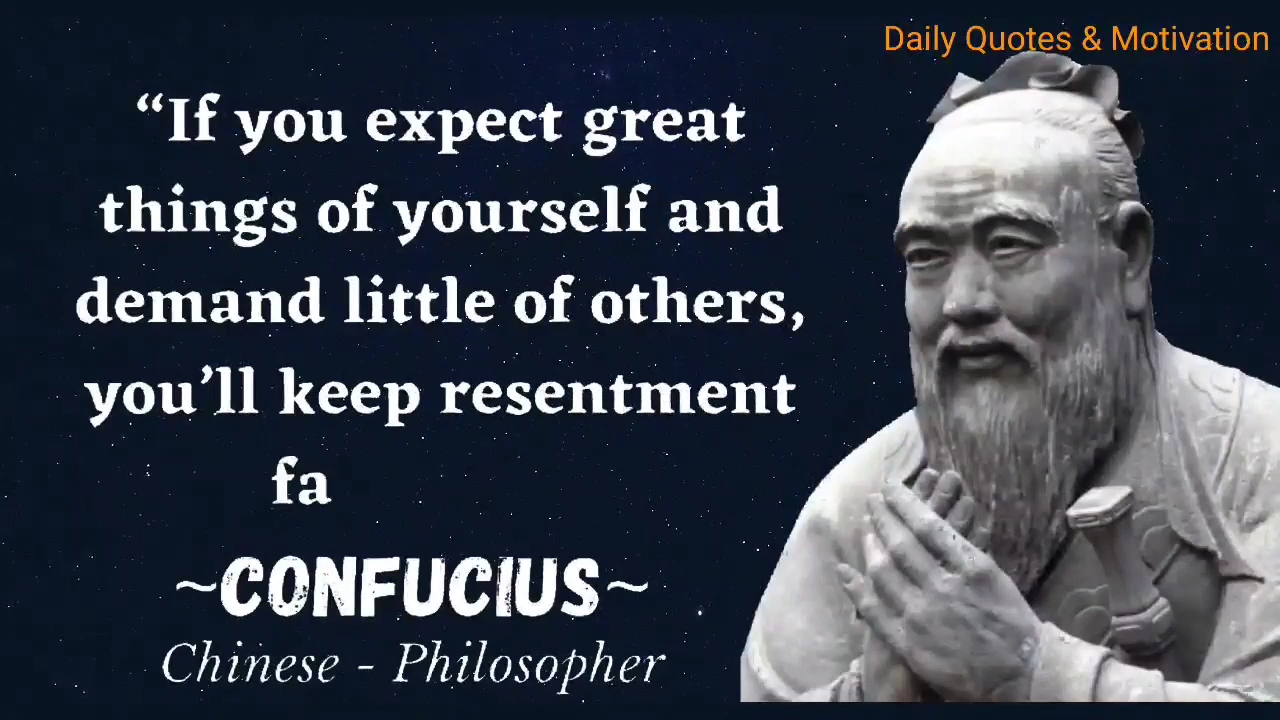 Daily Quotes & Motivation
“If you expect great
things of yourself and
demand little of others,
you’ll keep resentment
fa
~CONFUCIUS~
Chinese - Philosopher